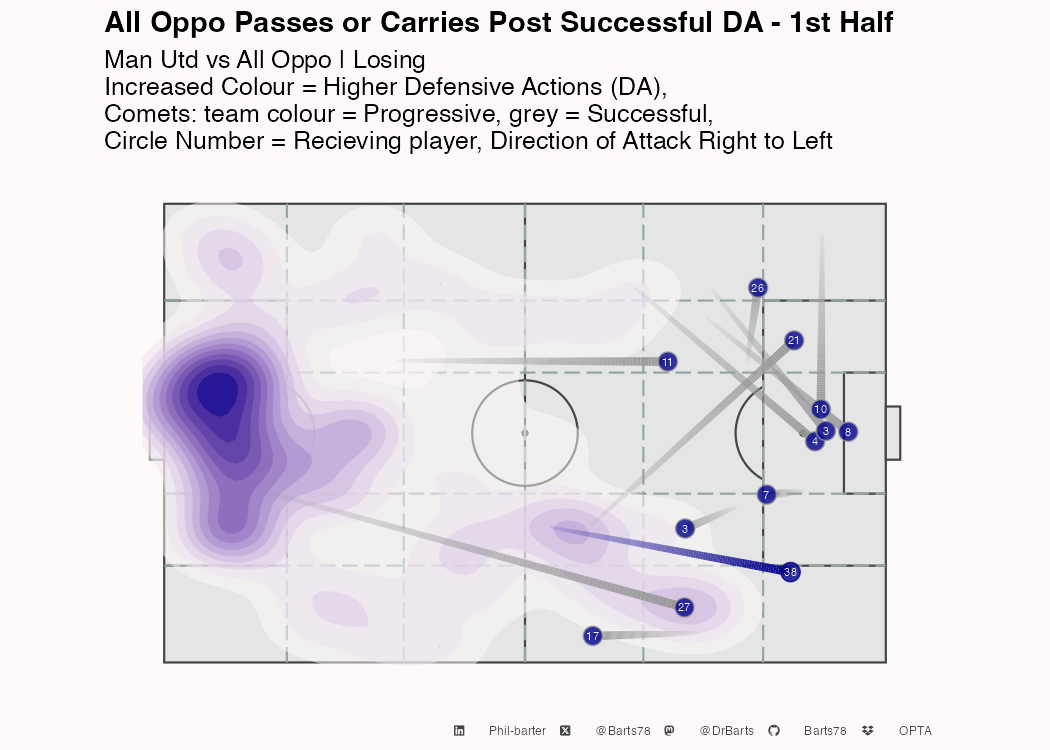 All Oppo Passes or Carries Post Successful DA - 1st Half
Man Utd vs All Oppo | Losing
Increased Colour = Higher Defensive Actions (DA),
Comets: team colour = Progressive, grey = Successful,
Circle Number = Recieving player, Direction of Attack Right to Left
26
21
11
10
3
8
4
7
3
38
27
17
Phil-barter @Barts78 @DrBarts Barts78 OPTA